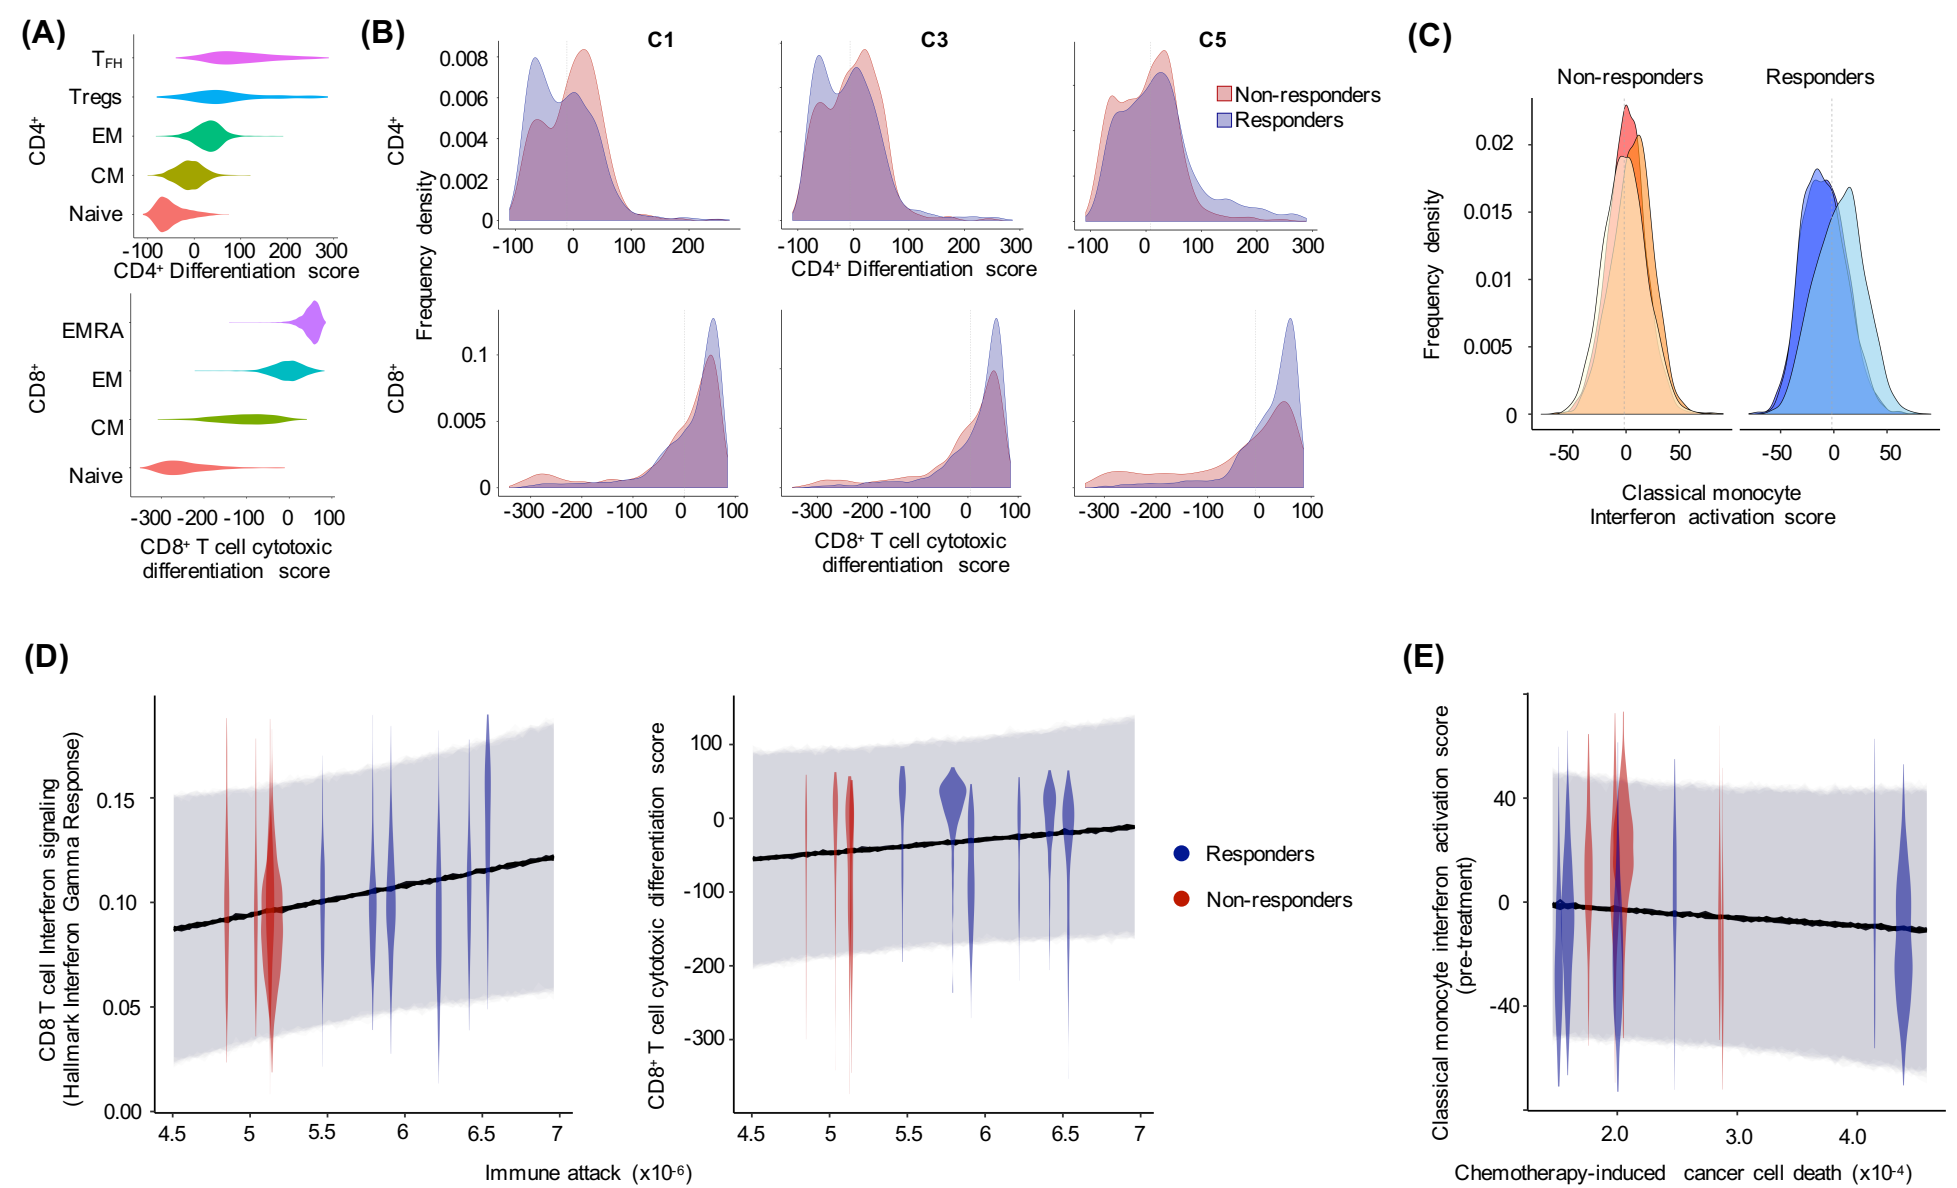 (A)
T_FH
Tregs
EM
CM
Naive
CD4+
-100 0 100 200 300
CD4+ Differentiation score
EMRA
EM
CM
Naive
CD8+
-300 -200 -100 0 100
CD8+ T cell cytotoxic
differentiation score
(B)
C1
C3
C5
CD4+
CD8+
Frequency density
0.008
0.006
0.004
0.002
0
-100 0 100 200
-100 0 100 200 300
-100 0 100 200 300
CD4+ Differentiation score
Non-responders
Responders
0.1
0.005
0
-300 -200 -100 0 100
-300 -200 -100 0 100
-300 -200 -100 0 100
CD8+ T cell cytotoxic
differentiation score
(C)
Non-responders
Responders
Frequency density
0.02
0.015
0.01
0.005
0
-50 0 50
-50 0 50
Classical monocyte
Interferon activation score
(D)
CD8 T cell Interferon signaling
(Hallmark Interferon Gamma Response)
0.15
0.10
0.05
0.00
4.5 5 5.5 6 6.5 7
CD8+ T cell cytotoxic differentiation score
100
0
-100
-200
-300
4.5 5 5.5 6 6.5 7
Immune attack (x10-6)
Responders
Non-responders
(E)
Classical monocyte interferon activation score
(pre-treatment)
40
0
-40
2.0 3.0 4.0
Chemotherapy-induced cancer cell death (x10-4)